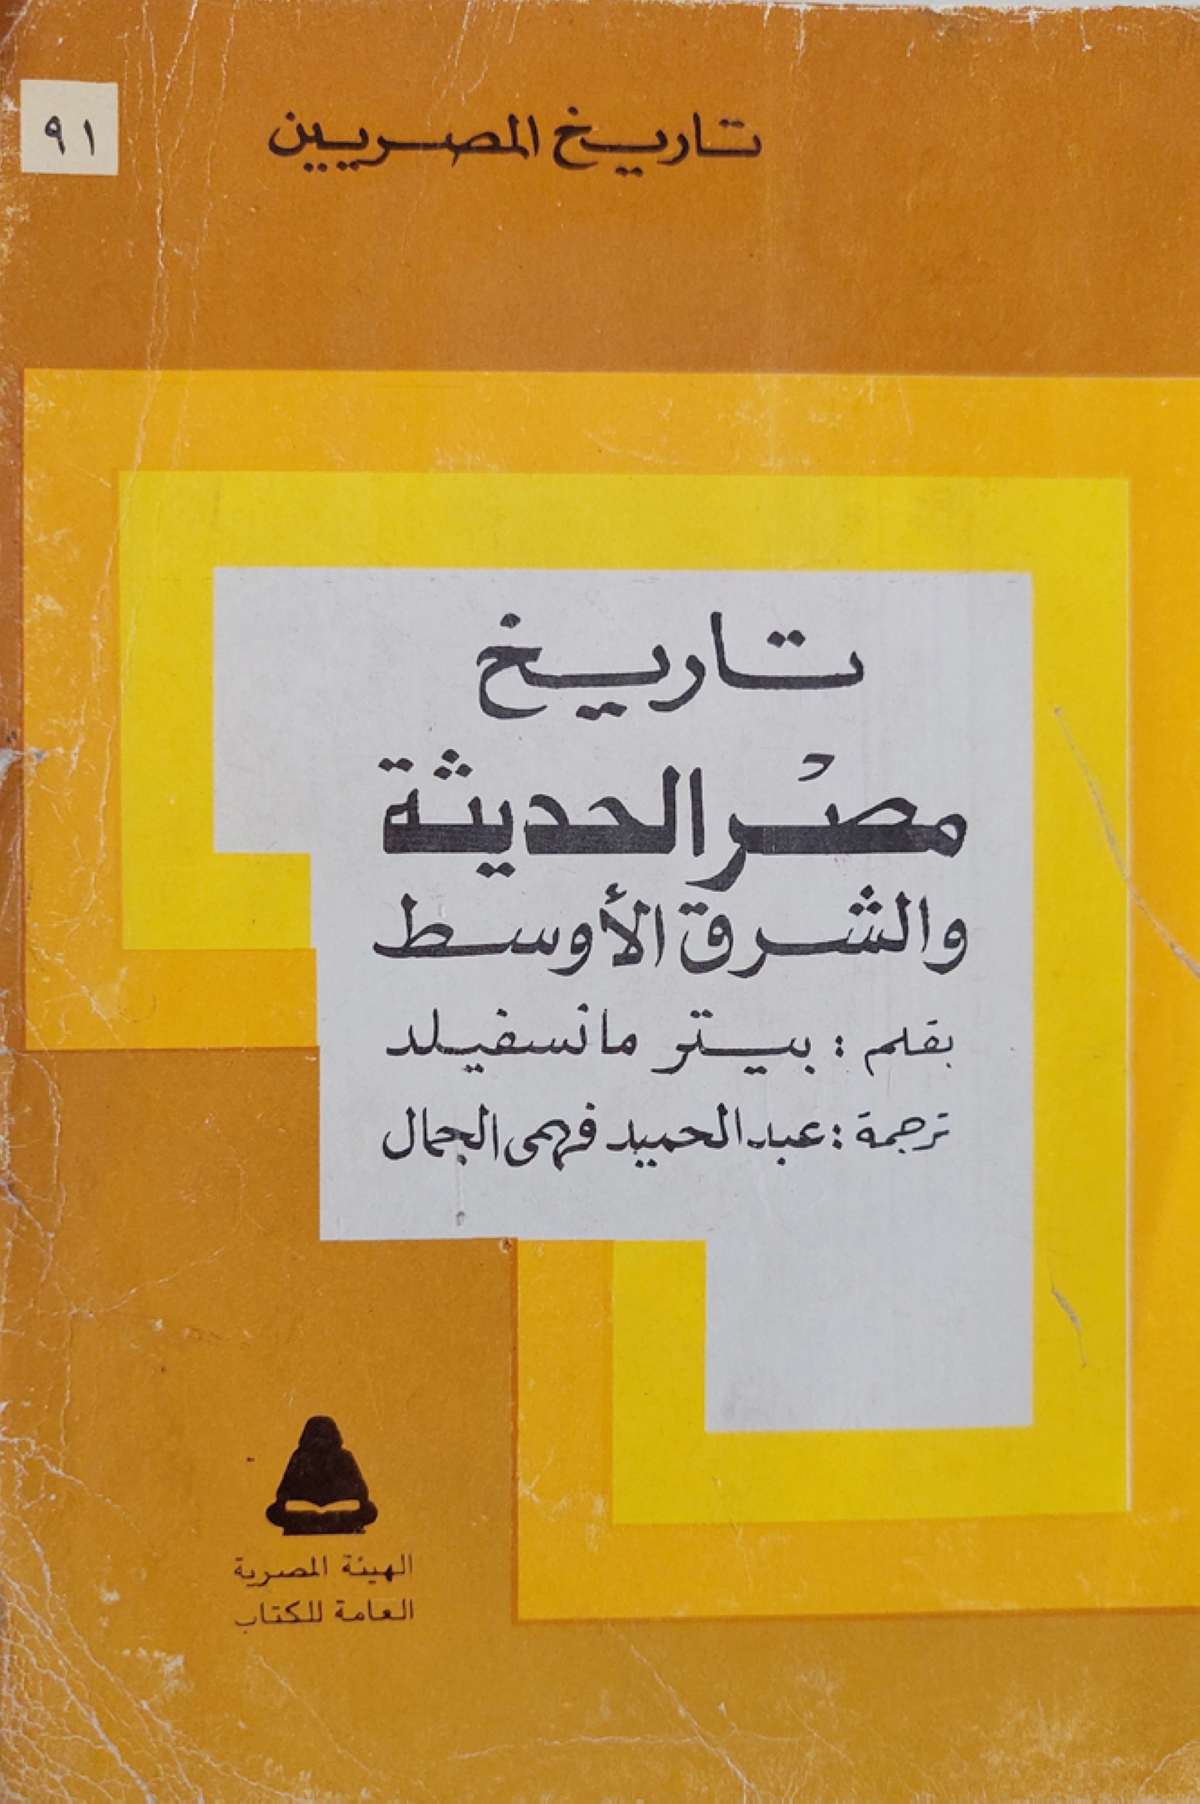 ٩١
تاريخ المصريين
تاريخ
مصر الحديثة
والشرق الأوسط
بقلم : بيتر مانسفيلد
ترجمة : عبد الحميد فهمى الجمال
الهيئة المصرية
العامة للكتاب